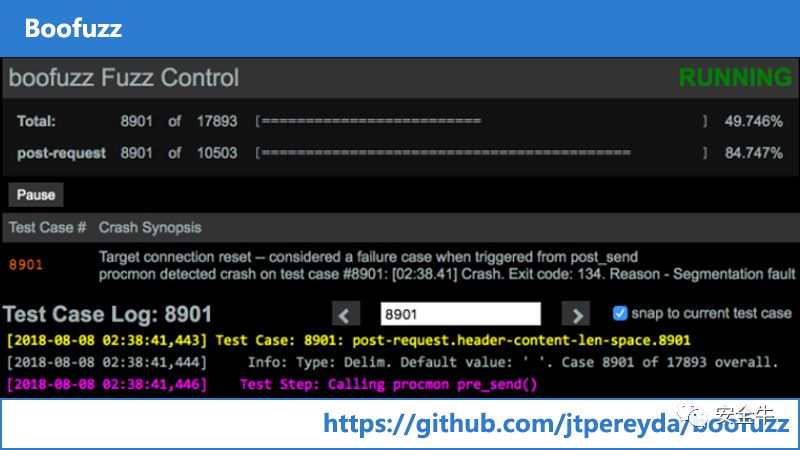 Boofuzz
boofuzz Fuzz Control RUNNING
Total: 8901 of 17893 [=========================] 49.746%
post-request 8901 of 10503 [==========================================] 84.747%
Pause
Test Case # Crash Synopsis
8901 Target connection reset -- considered a failure case when triggered from post_send
procmon detected crash on test case #8901: [02:38.41] Crash. Exit code: 134. Reason - Segmentation fault
Test Case Log: 8901 < 8901 > snap to current test case
[2018-08-08 02:38:41,443] Test Case: 8901: post-request.header-content-len-space.8901
[2018-08-08 02:38:41,444] Info: Type: Delim. Default value: ' '. Case 8901 of 17893 overall.
[2018-08-08 02:38:41,446] Test Step: Calling procmon pre_send()
https://github.com/jtpereyda/boofuzz
安全牛